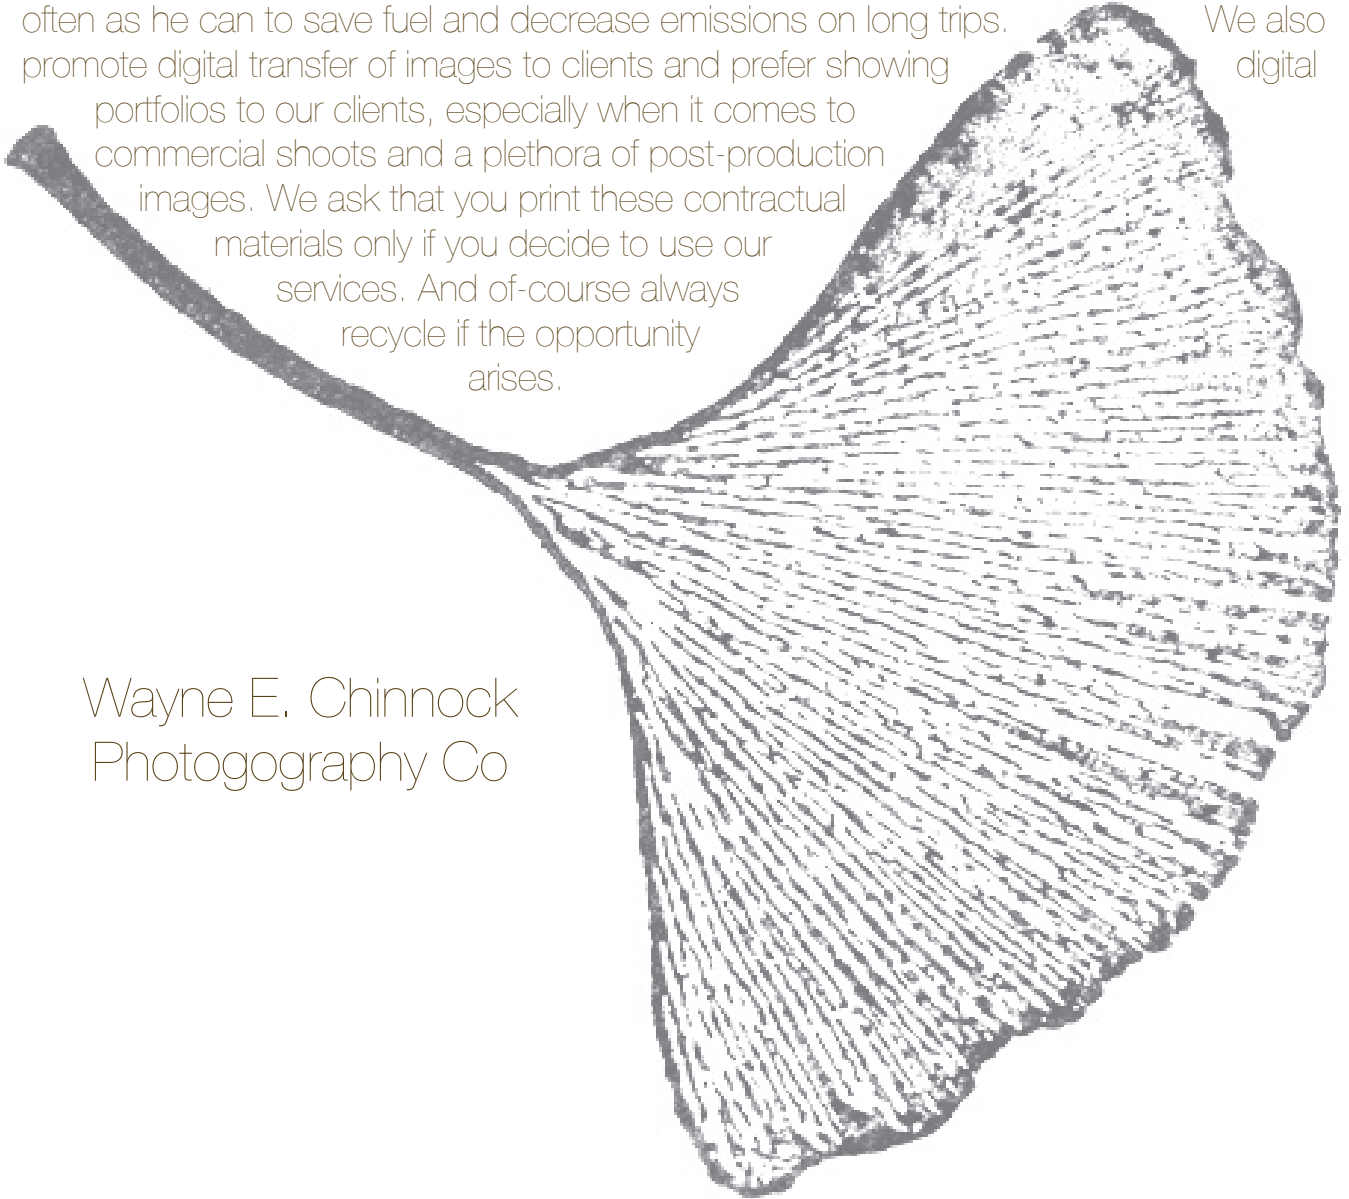 often as he can to save fuel and decrease emissions on long trips. We also
promote digital transfer of images to clients and prefer showing digital
portfolios to our clients, especially when it comes to
commercial shoots and a plethora of post-production
images. We ask that you print these contractual
materials only if you decide to use our
services. And of-course always
recycle if the opportunity
arises.
Wayne E. Chinnock
Photogography Co